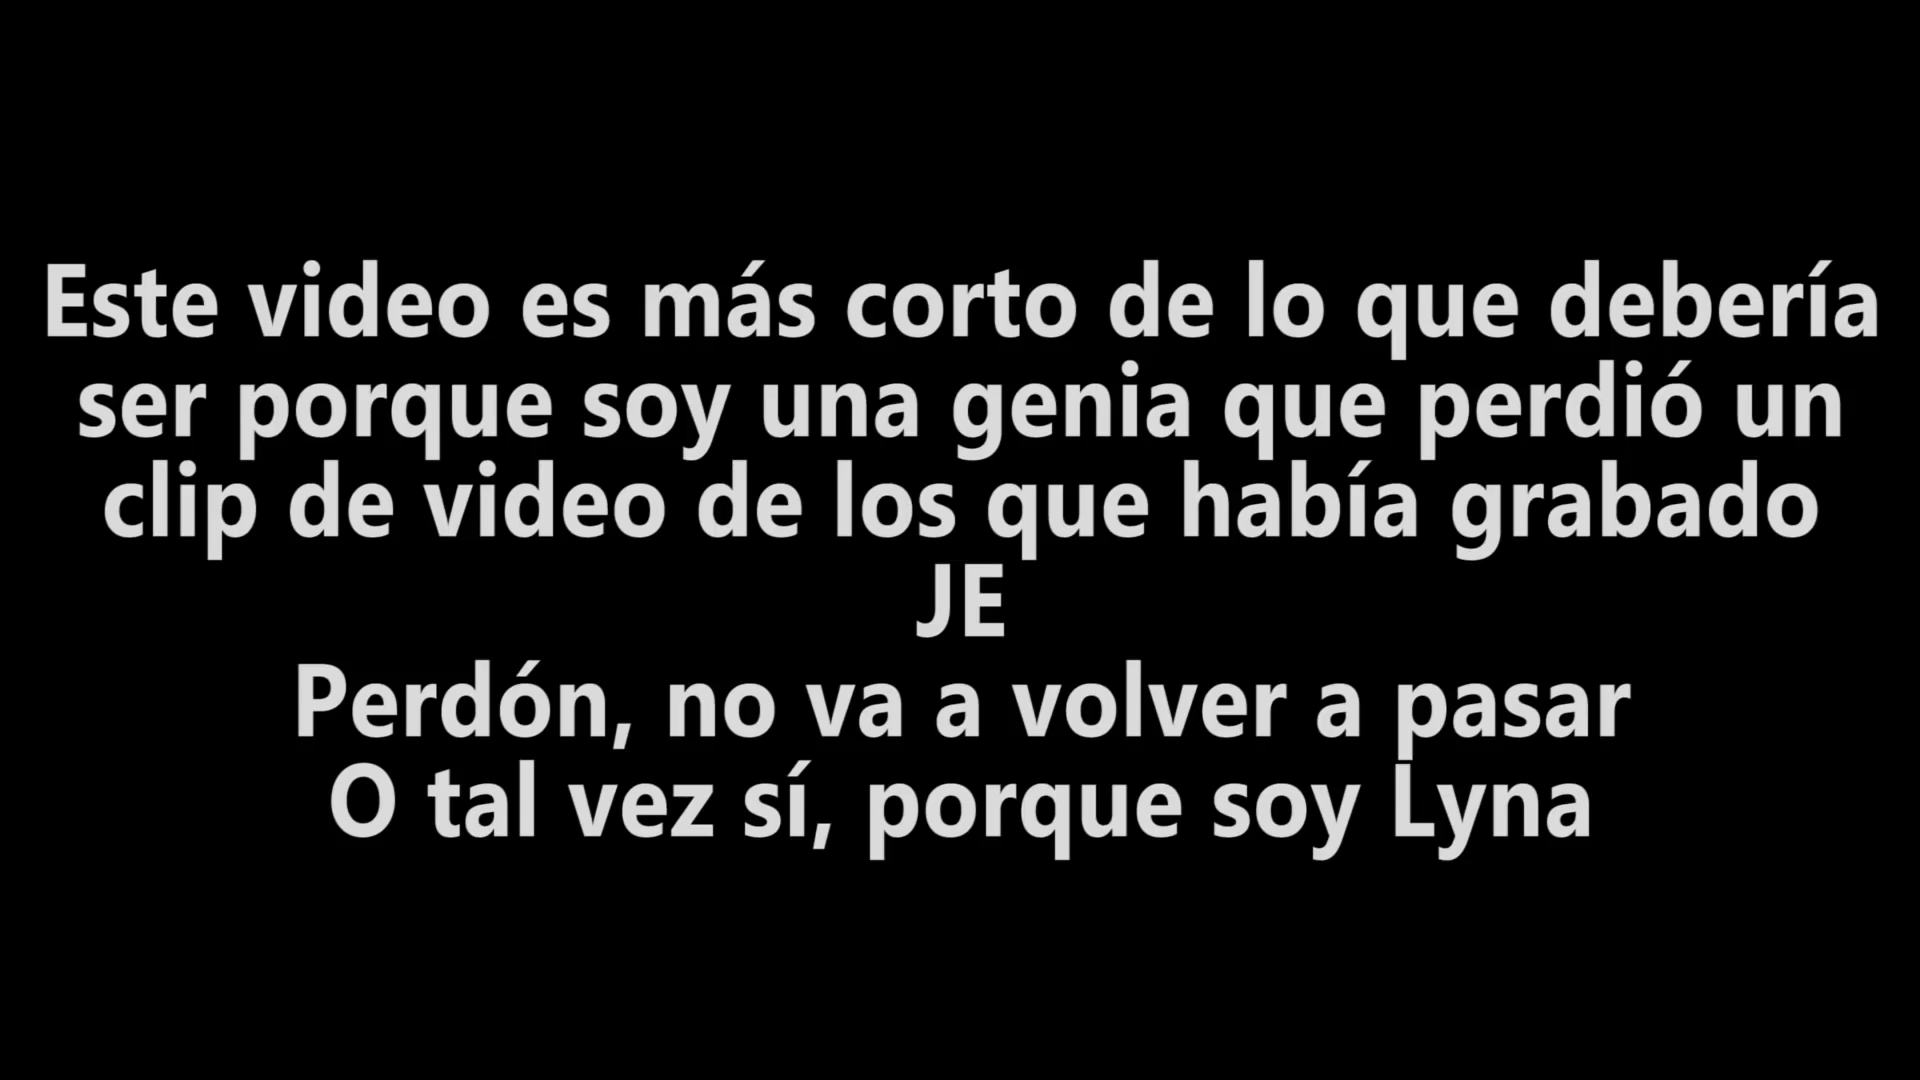 Este video es más corto de lo que debería
ser porque soy una genia que perdió un
clip de video de los que había grabado
JE
Perdón, no va a volver a pasar
O tal vez sí, porque soy Lyna